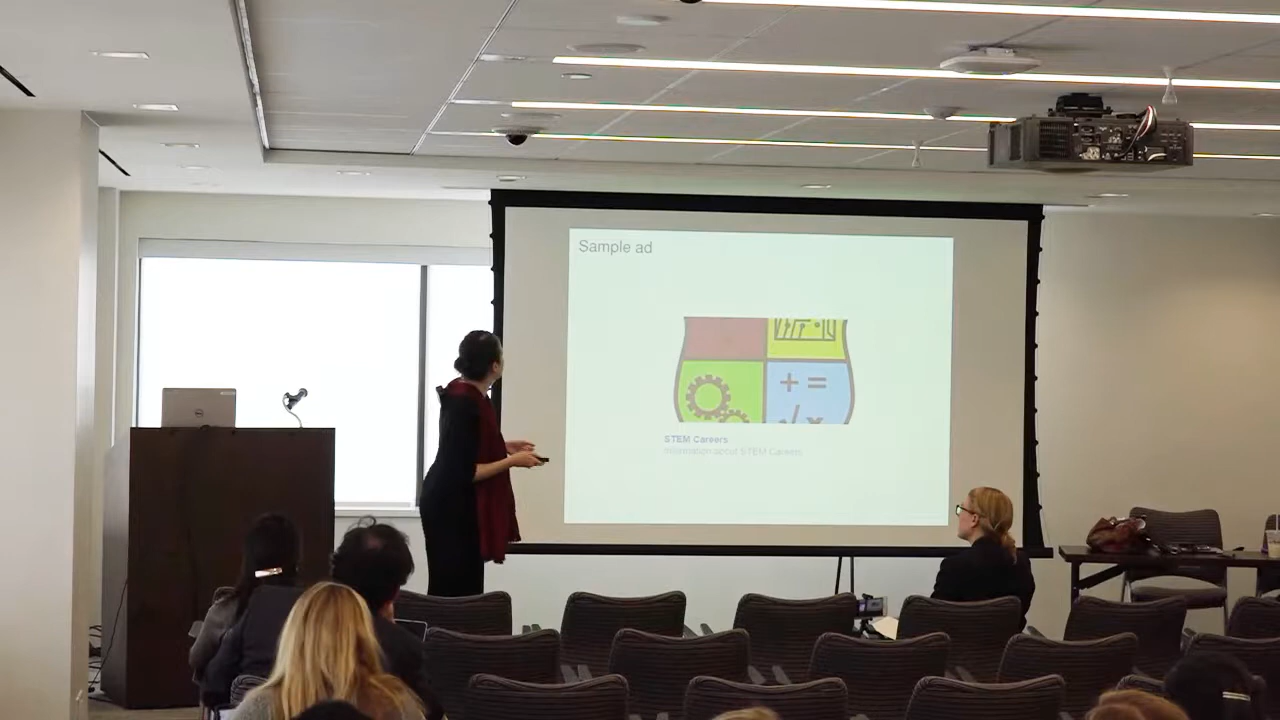 Sample ad
+ =
√x
STEM Careers
Information about STEM Careers